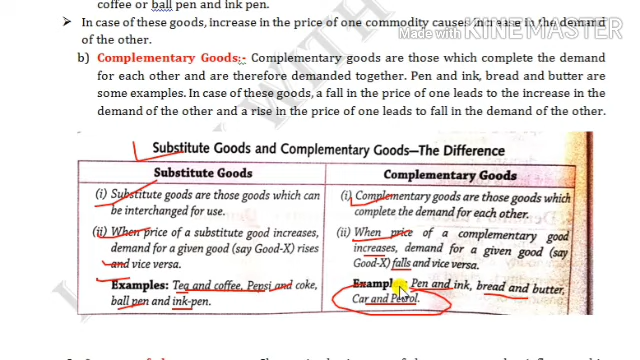 coffee or ball pen and ink pen.
➤ In case of these goods, increase in the price of one commodity causes increase in the demand
of the other.
Made with KINEMASTER
b) Complementary Goods:- Complementary goods are those which complete the demand
for each other and are therefore demanded together. Pen and ink, bread and butter are
some examples. In case of these goods, a fall in the price of one leads to the increase in the
demand of the other and a rise in the price of one leads to fall in the demand of the other.
Substitute Goods and Complementary Goods—The Difference
Substitute Goods
(i) Substitute goods are those goods which can
be interchanged for use.
(ii) When price of a substitute good increases,
demand for a given good (say Good-X) rises
and vice versa.
Examples: Tea and coffee, Pepsi and coke,
ball pen and ink-pen.
Complementary Goods
(i) Complementary goods are those goods which
complete the demand for each other.
(ii) When price of a complementary good
increases, demand for a given good (say
Good-X) falls and vice versa.
Example Pen and ink, bread and butter,
Car and Petrol.